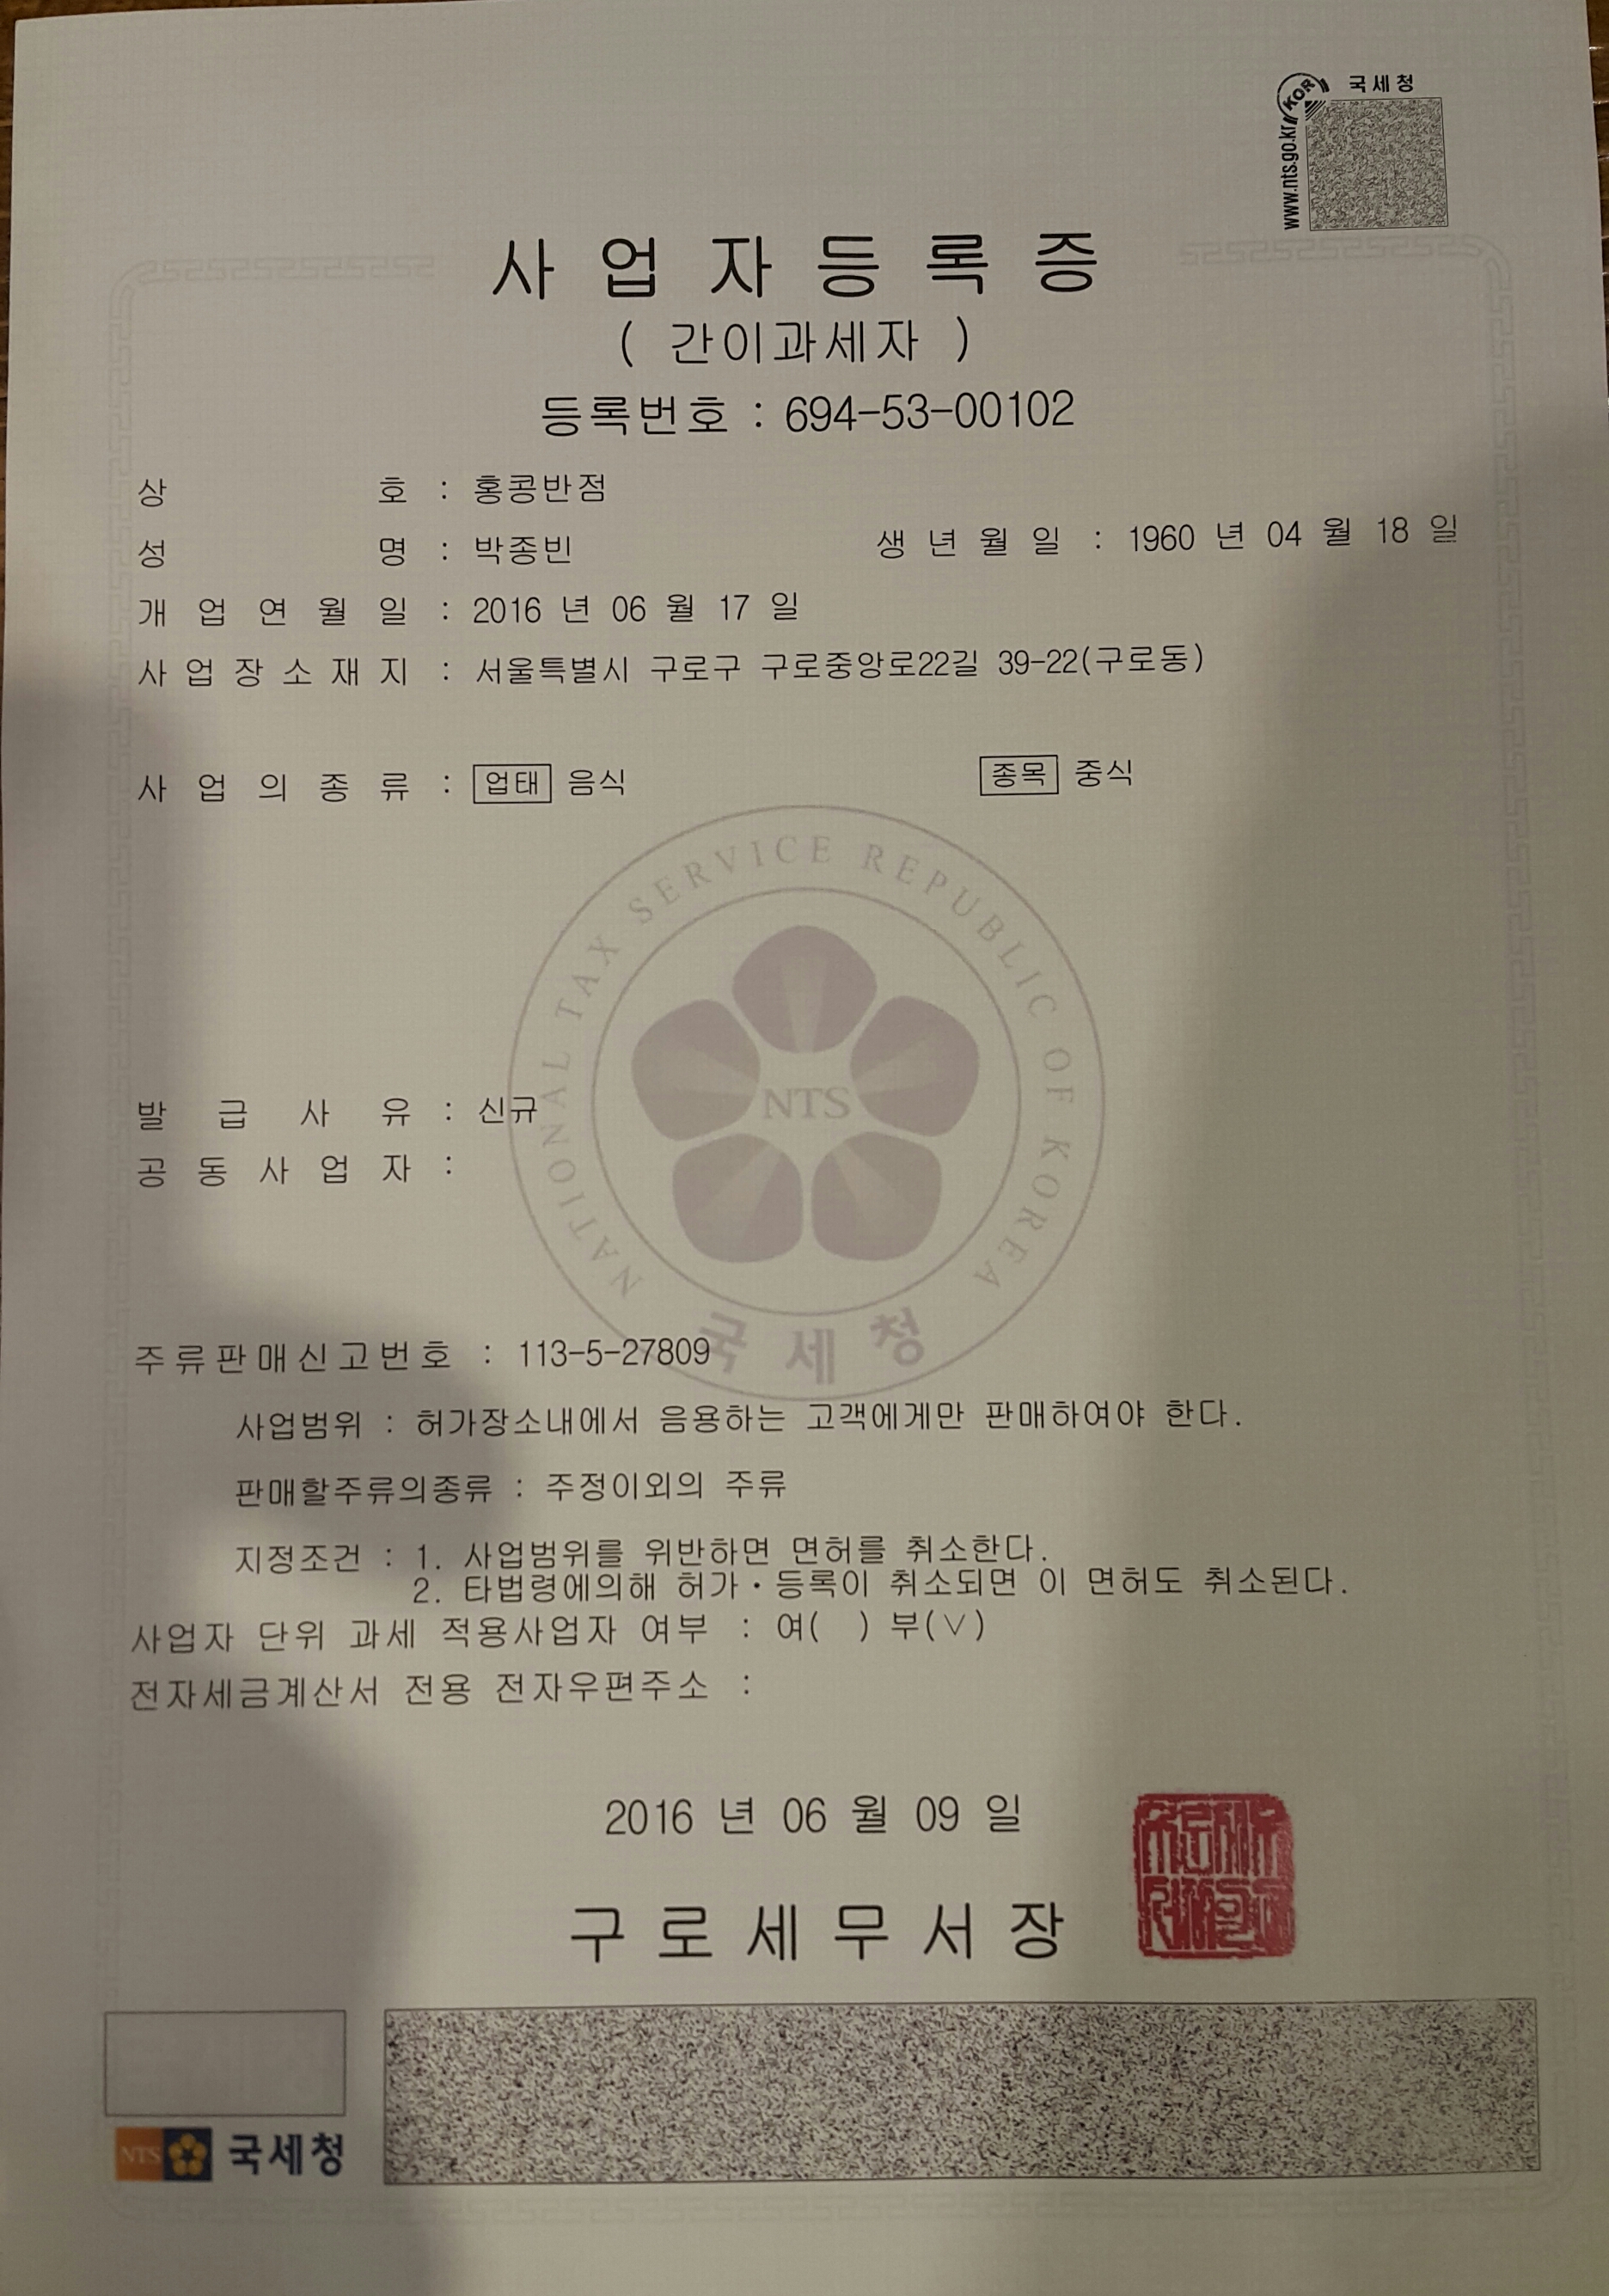 국세청
KOR
www.nts.go.kr
사업자등록증
( 간이과세자 )
등록번호 : 694-53-00102
상 호 : 홍콩반점
성 명 : 박종빈 생년월일 : 1960 년 04 월 18 일
개업연월일 : 2016 년 06 월 17 일
사업장소재지 : 서울특별시 구로구 구로중앙로22길 39-22(구로동)
사업의종류 : 업태 음식 종목 중식
NATIONAL TAX SERVICE REPUBLIC OF KOREA
NTS
발급사유 : 신규
공동사업자 :
국세청
주류판매신고번호 : 113-5-27809
사업범위 : 허가장소내에서 음용하는 고객에게만 판매하여야 한다.
판매할주류의종류 : 주정이외의 주류
지정조건 : 1. 사업범위를 위반하면 면허를 취소한다.
2. 타법령에의해 허가·등록이 취소되면 이 면허도 취소된다.
사업자 단위 과세 적용사업자 여부 : 여( ) 부(∨)
전자세금계산서 전용 전자우편주소 :
2016 년 06 월 09 일
구로세무서장
NTS 국세청